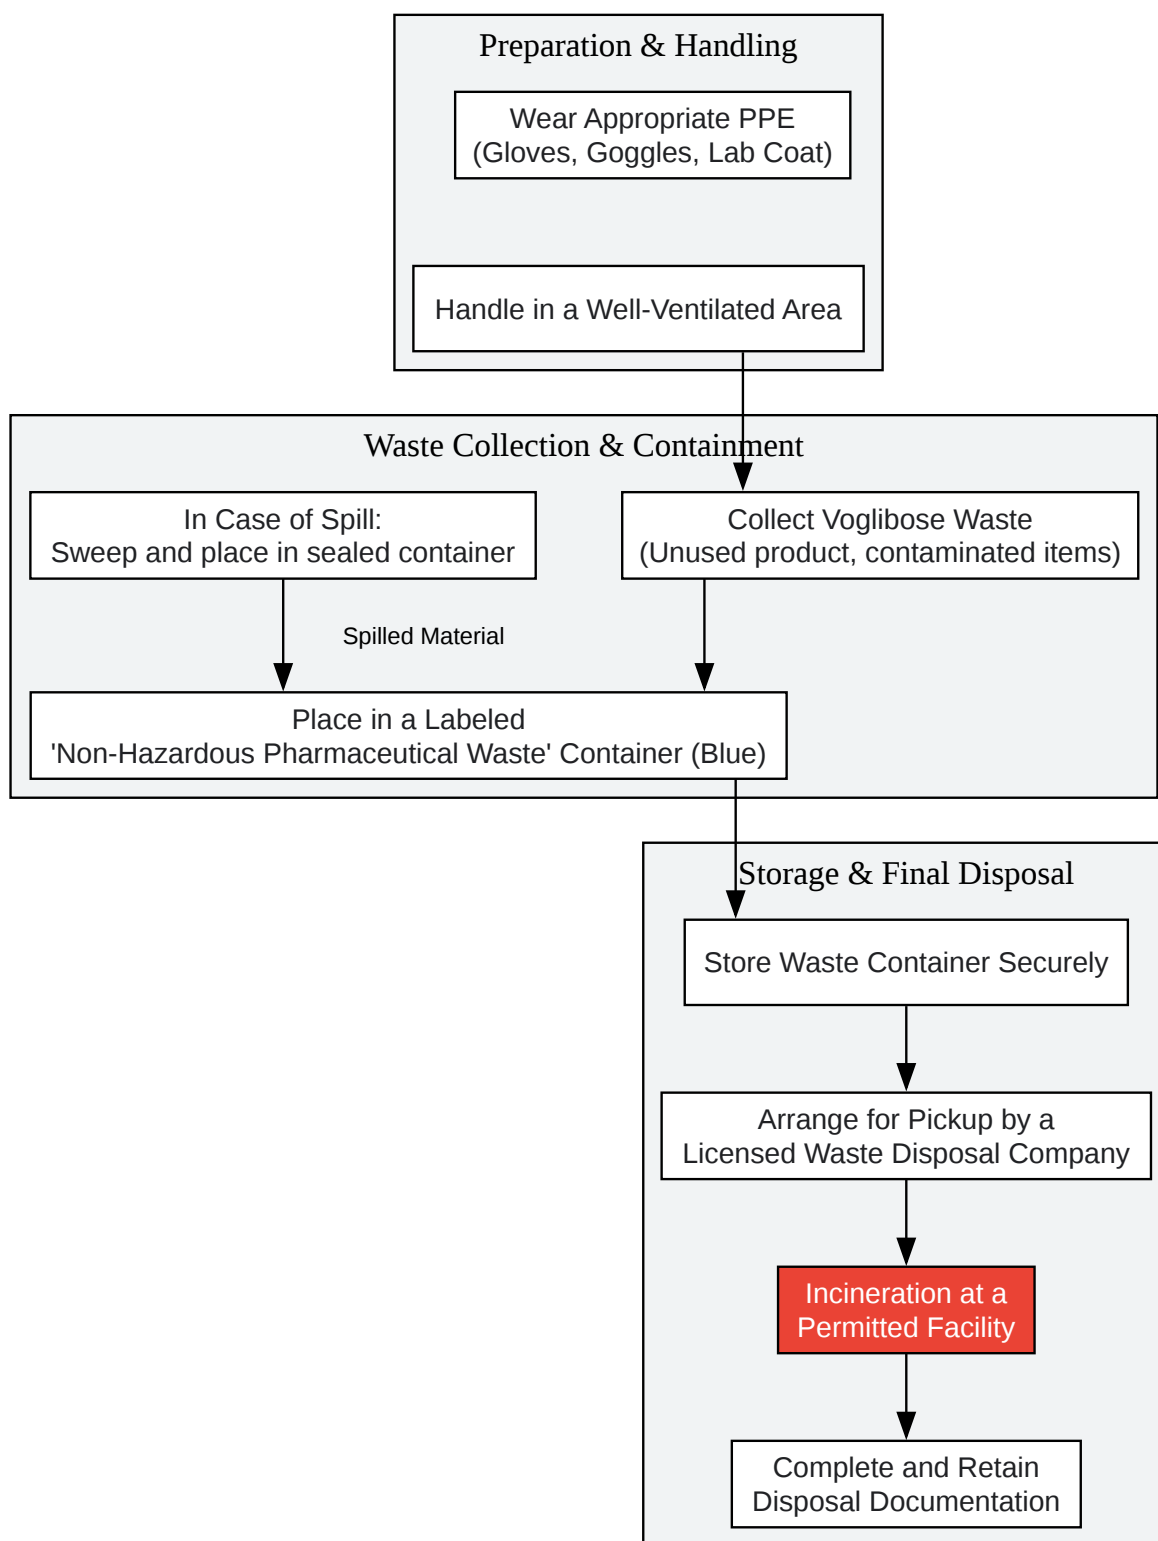 Preparation & Handling
Wear Appropriate PPE
(Gloves, Goggles, Lab Coat)
Handle in a Well-Ventilated Area
Waste Collection & Containment
In Case of Spill:
Sweep and place in sealed container
Collect Voglibose Waste
(Unused product, contaminated items)
Spilled Material
Place in a Labeled
'Non-Hazardous Pharmaceutical Waste' Container (Blue)
Storage & Final Disposal
Store Waste Container Securely
Arrange for Pickup by a
Licensed Waste Disposal Company
Incineration at a
Permitted Facility
Complete and Retain
Disposal Documentation